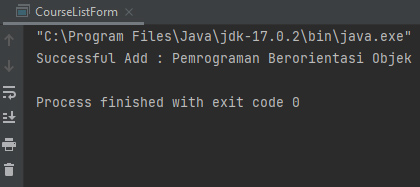 CourseListForm
"C:\Program Files\Java\jdk-17.0.2\bin\java.exe"
Successful Add : Pemrograman Berorientasi Objek
Process finished with exit code 0